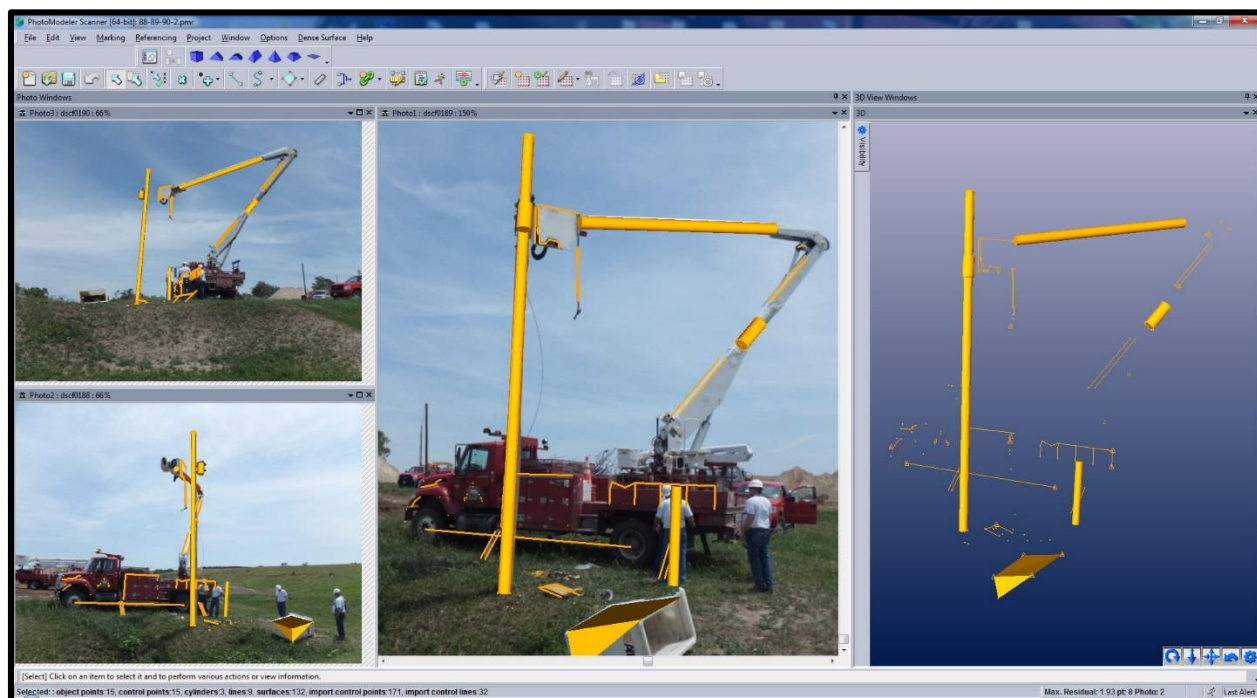 PhotoModeler Scanner [64-bit]: 88-89-90-2.pmr
File Edit View Marking Referencing Project Window Options Dense Surface Help
Photo Windows
3D View Windows
Photo3 : dscf0190 : 66%
Photo1 : dscf0189 : 150%
3D
Visibility
Photo2 : dscf0188 : 66%
[Select] Click on an item to select it and to perform various actions or view information.
Selected: : object points:15, control points:15, cylinders:3, lines:9, surfaces:132, import control points:171, import control lines:32
Max. Residual: 1.93 pt: 8 Photo: 2
Last Alert